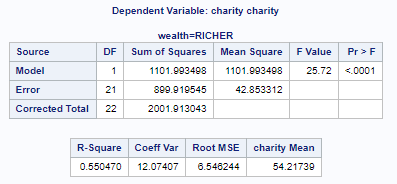 Dependent Variable: charity charity
wealth=RICHER
Source DF Sum of Squares Mean Square F Value Pr > F
Model 1 1101.993498 1101.993498 25.72 <.0001
Error 21 899.919545 42.853312
Corrected Total 22 2001.913043
R-Square Coeff Var Root MSE charity Mean
0.550470 12.07407 6.546244 54.21739